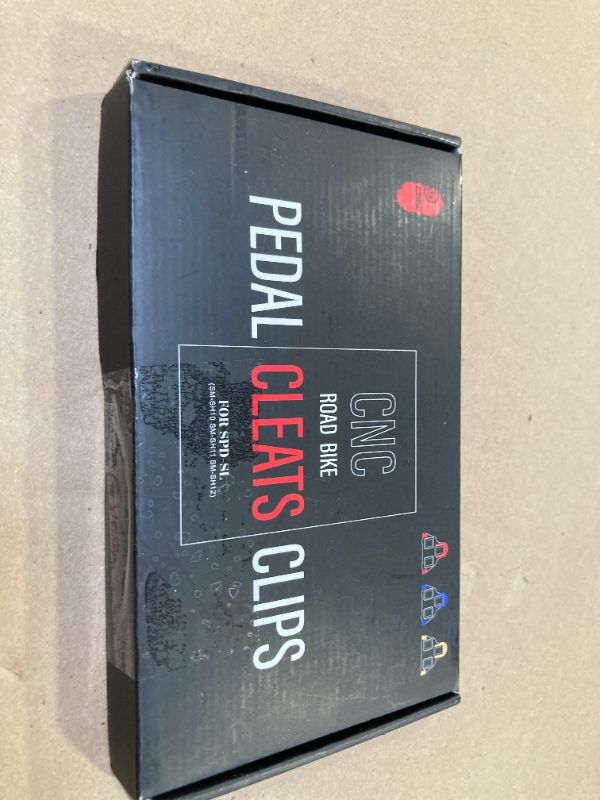 CNC
ROAD BIKE
PEDAL CLEATS CLIPS
FOR SPD-SL
(SM-SH10 SM-SH11 SM-SH12)